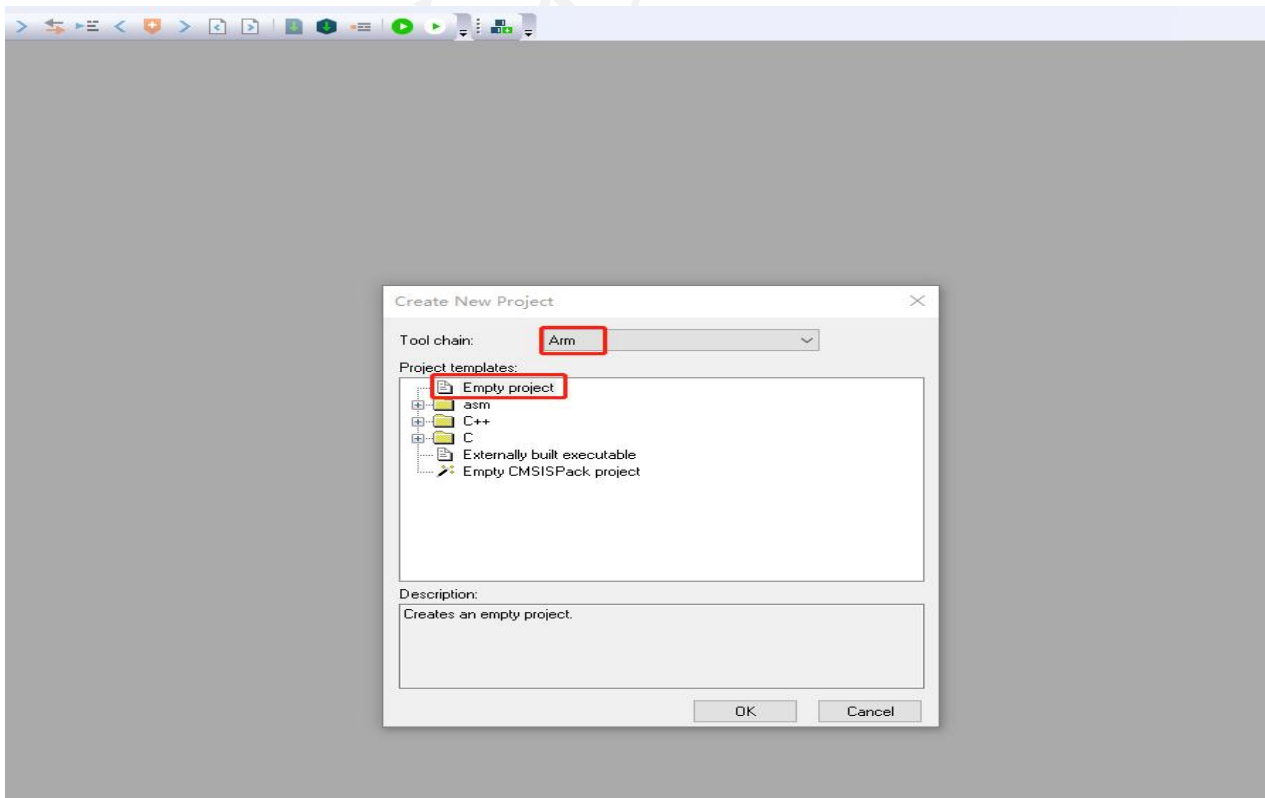 Create New Project
Tool chain: Arm
Project templates:
Empty project
asm
C++
C
Externally built executable
Empty CMSISPack project
Description:
Creates an empty project.
OK Cancel